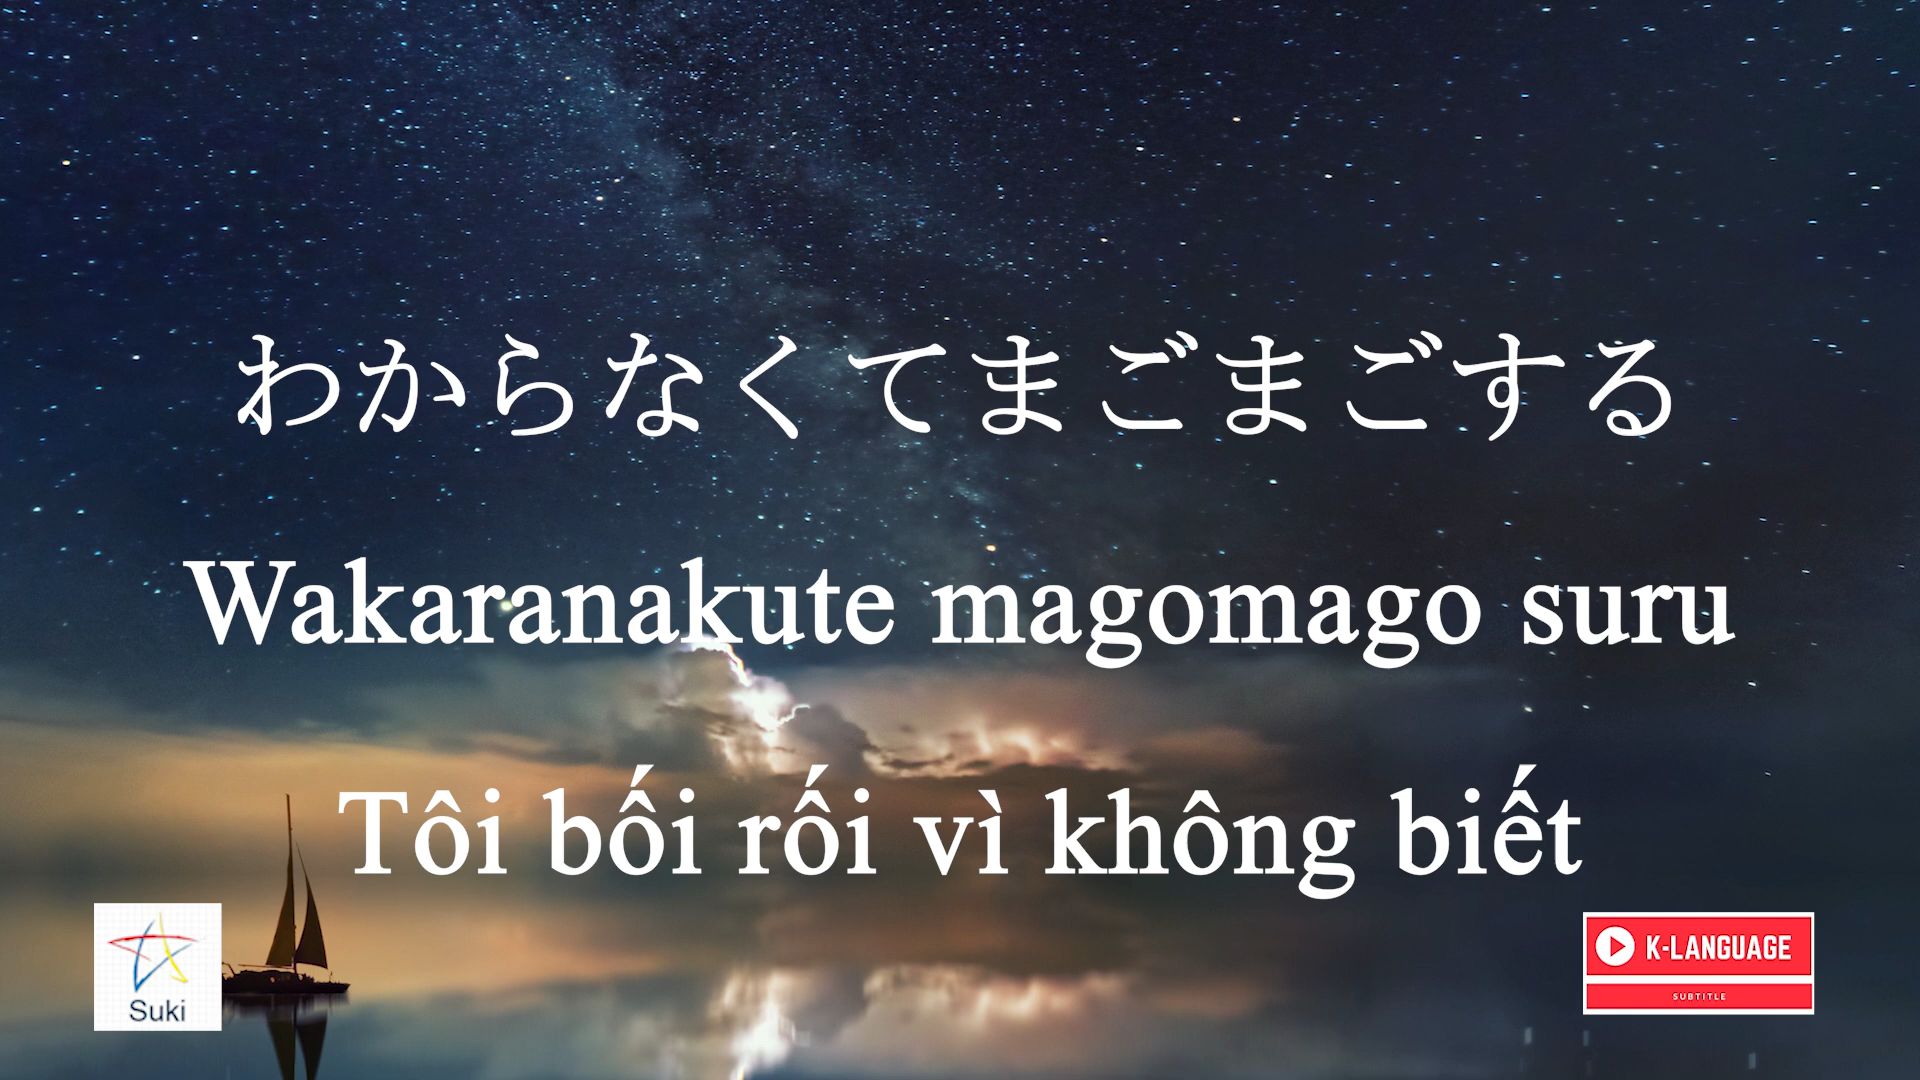 わからなくてまごまごする
Wakaranakute magomago suru
Tôi bối rối vì không biết
Suki
K-LANGUAGE
SUBTITLE